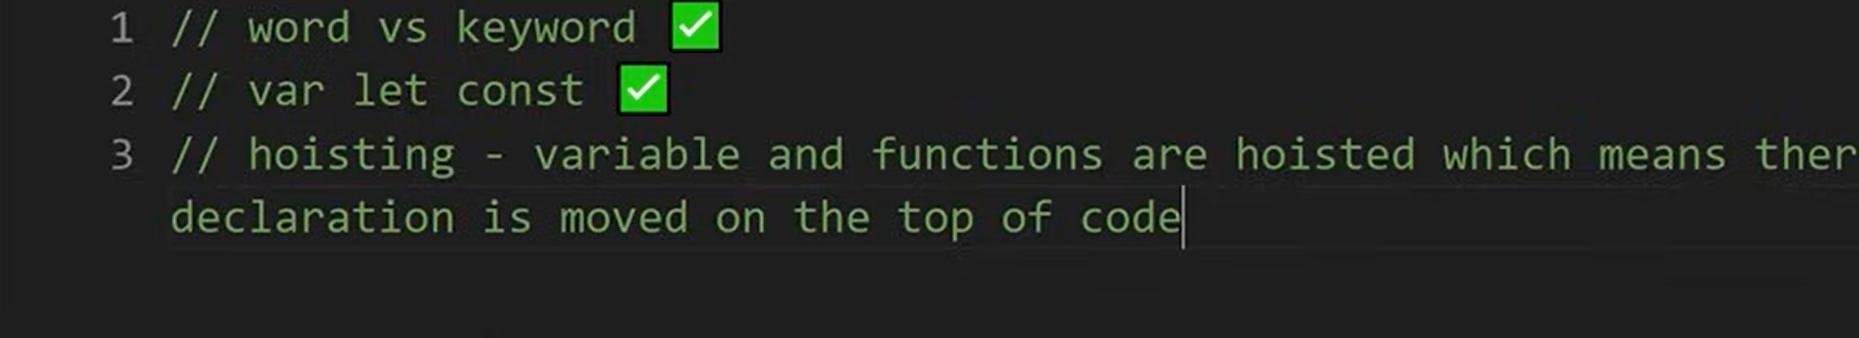 1 // word vs keyword ✅
2 // var let const ✅
3 // hoisting - variable and functions are hoisted which means ther
declaration is moved on the top of code